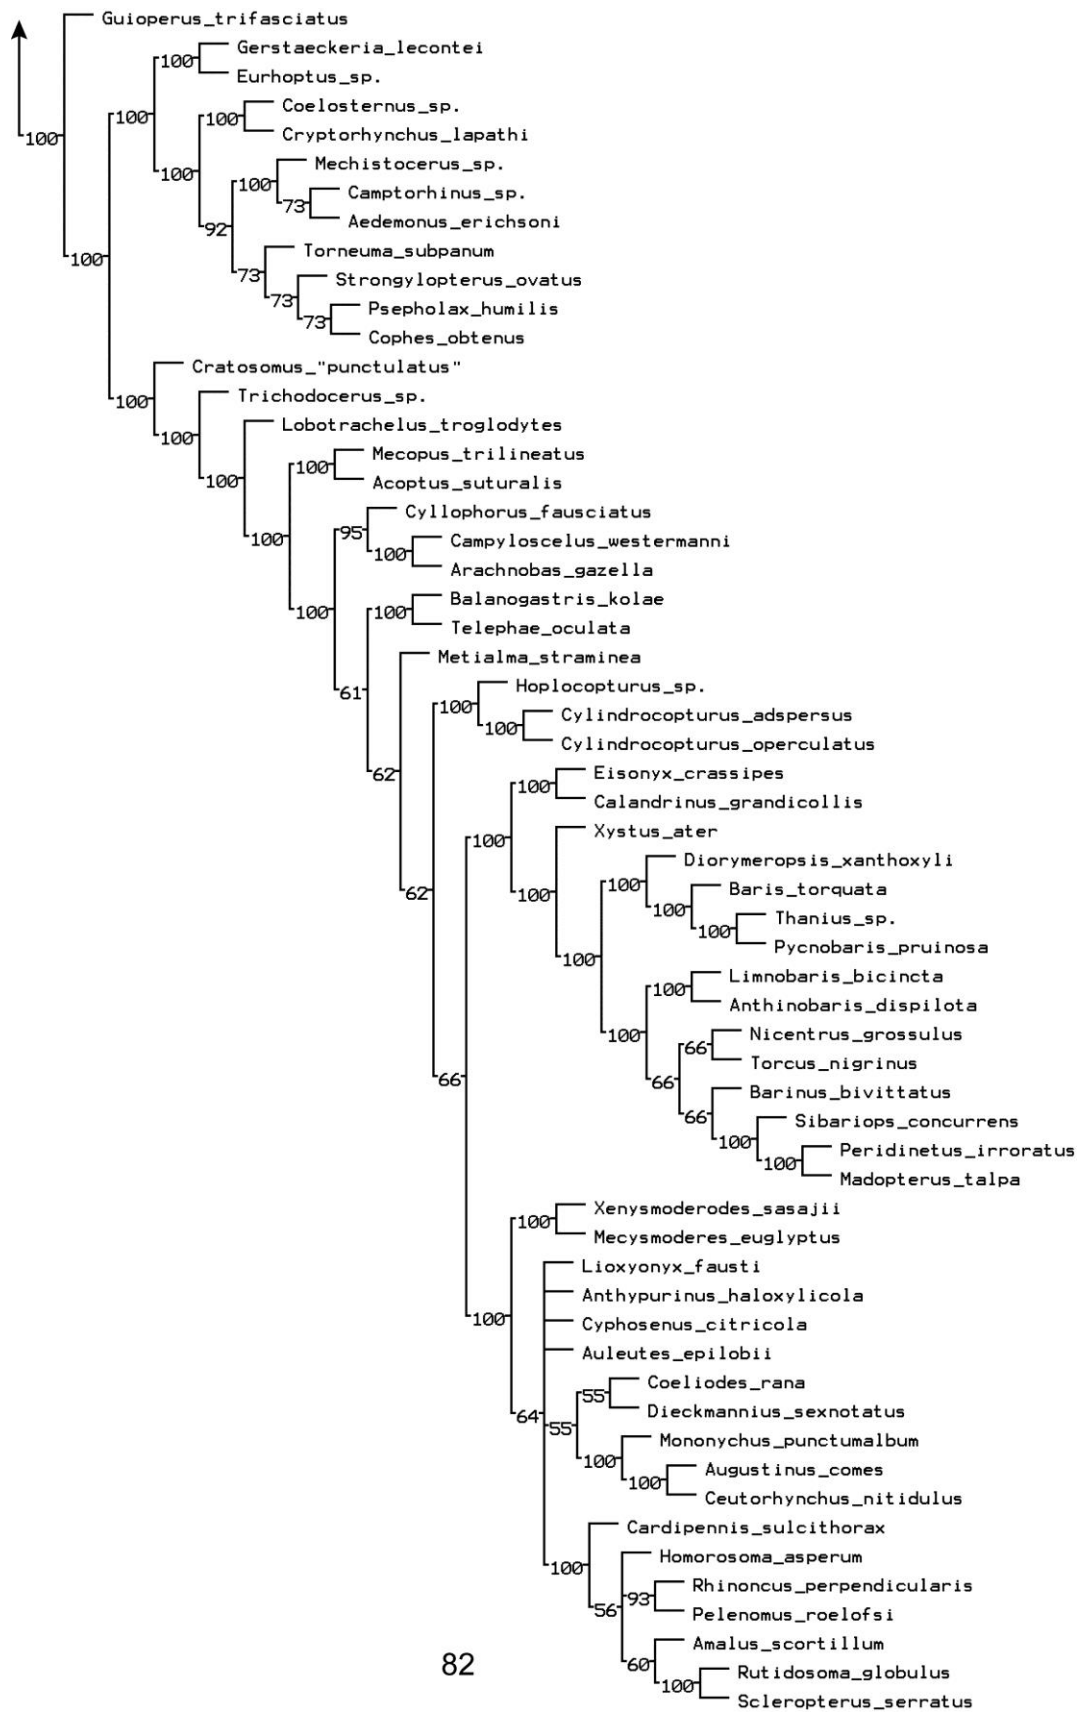 Guioperus_trifasciatus
Gerstaeckeria_lecontei
100
Eurhoptus_sp.
Coelosternus_sp.
100
100
Cryptorhynchus_lapathi
100
Mechistocerus_sp.
100
100
Camptorhinus_sp.
73
Aedemonus_erichsoni
92
Torneuma_subpanum
100
73
Strongylopterus_ovatus
73
Psepholax_humilis
73
Cophes_obtenus
Cratosomus_"punctulatus"
Trichodocerus_sp.
100
Lobotrachelus_troglodytes
100
Mecopus_trilineatus
100
100
Acoptus_suturalis
Cyllophorus_fausciatus
95
100
Campyloscelus_westermanni
100
Arachnobas_gazella
Balanogastris_kolae
100
100
Telephae_oculata
Metialma_straminea
Hoplocopturus_sp.
61
100
Cylindrocopturus_adspersus
100
Cylindrocopturus_operculatus
Eisonyx_crassipes
62
100
Calandrinus_grandicollis
Xystus_ater
100
Diorymeropsis_xanthoxyli
100
Baris_torquata
62
100
100
Thanius_sp.
100
Pycnobaris_pruinosa
100
Limnobaris_bicincta
100
Anthinobaris_dispilota
100
Nicentrus_grossulus
66
Torcus_nigrinus
66
66
Barinus_bivittatus
66
Sibariops_concurrens
100
Peridinetus_irroratus
100
Madopterus_talpa
Xenysmoderodes_sasajii
100
Mecysmoderes_euglyptus
Lioxyonyx_fausti
Anthypurinus_haloxylicola
100
Cyphosenus_citricola
Auleutes_epilobii
Coeliodes_rana
55
Dieckmannius_sexnotatus
64
55
Mononychus_punctumalbum
100
Augustinus_comes
100
Ceutorhynchus_nitidulus
Cardipennis_sulcithorax
Homorosoma_asperum
100
Rhinoncus_perpendicularis
93
56
Pelenomus_roelofsi
Amalus_scortillum
60
Rutidosoma_globulus
100
Scleropterus_serratus
82